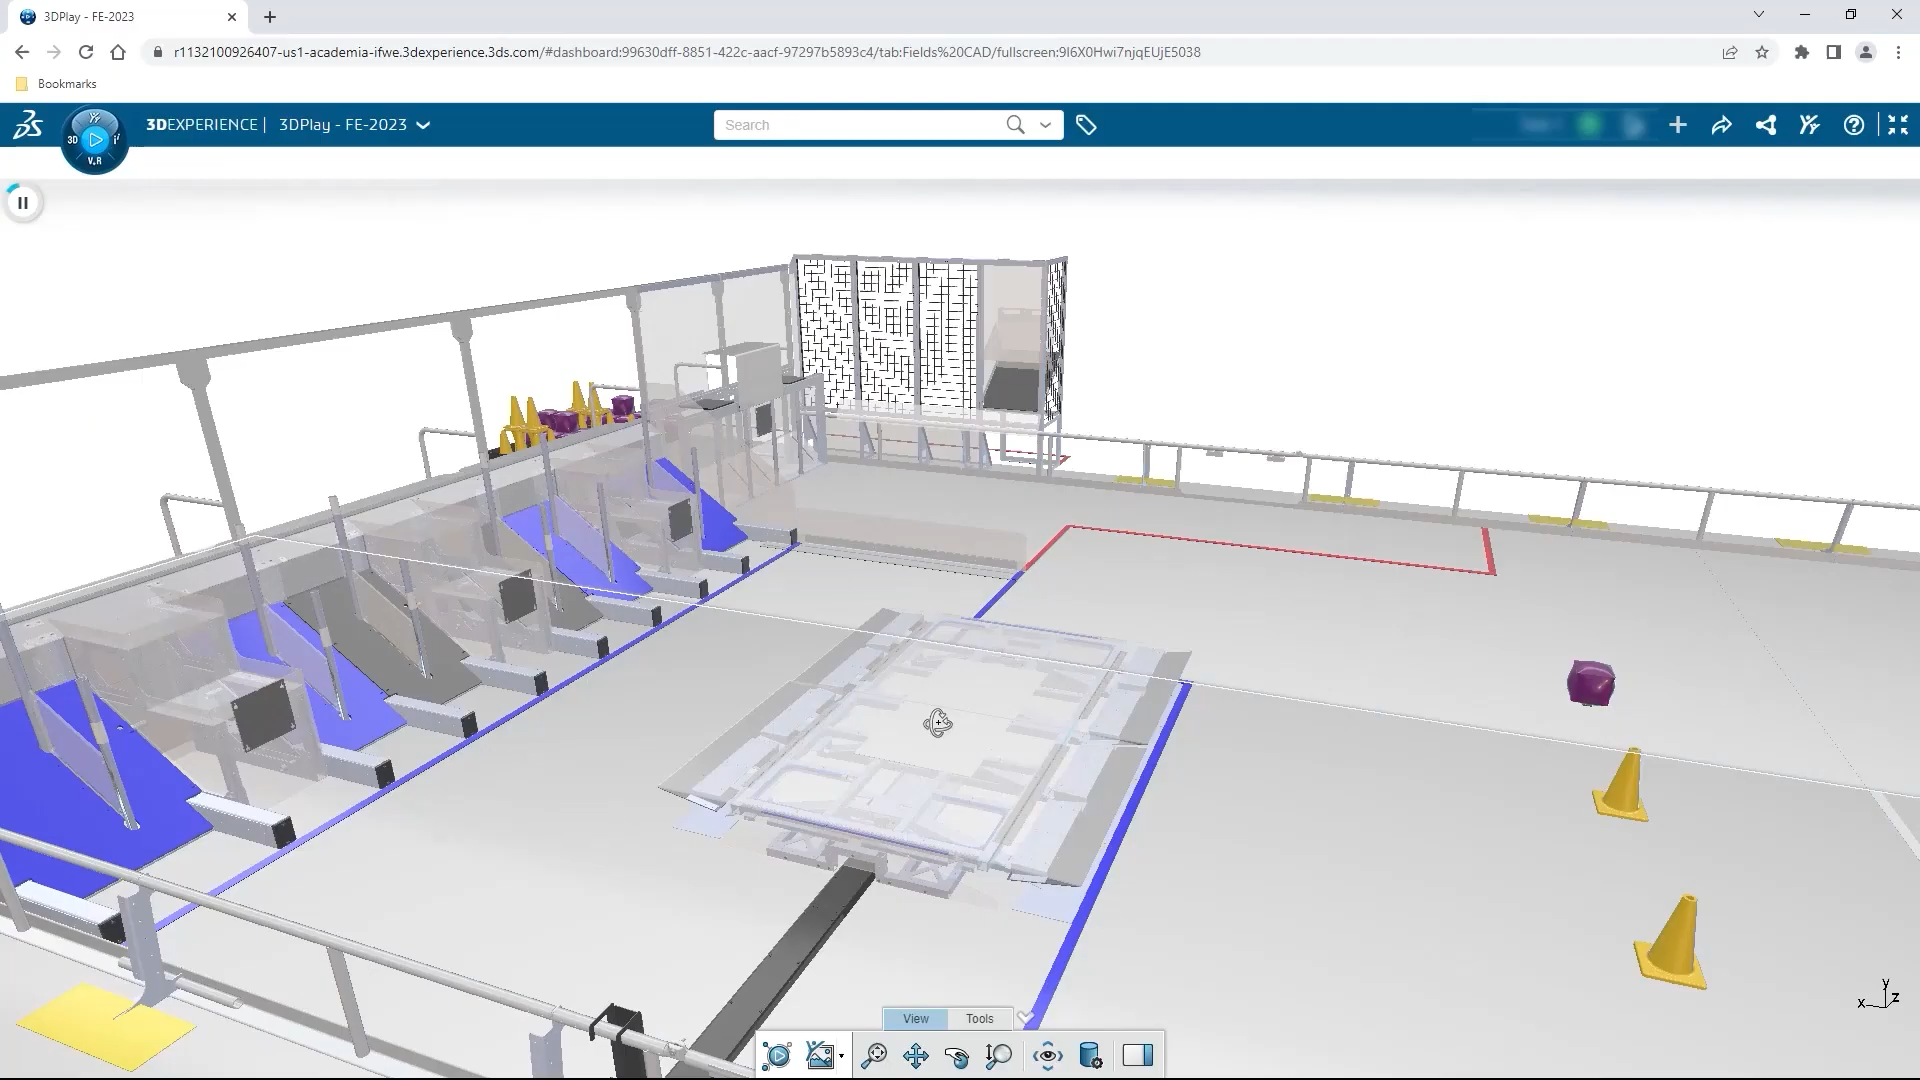 3DPlay - FE-2023
r1132100926407-us1-academia-ifwe.3dexperience.3ds.com/#dashboard:99630dff-8851-422c-aacf-97297b5893c4/tab:Fields%20CAD/fullscreen:9I6X0Hwi7njqEUjE5038
Bookmarks
3DEXPERIENCE | 3DPlay - FE-2023
Search
3D
V.R
View
Tools
y
x
z